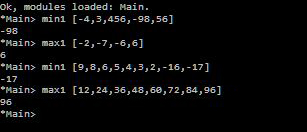 Ok, modules loaded: Main.
*Main> min1 [-4,3,456,-98,56]
-98
*Main> max1 [-2,-7,-6,6]
6
*Main> min1 [9,8,6,5,4,3,2,-16,-17]
-17
*Main> max1 [12,24,36,48,60,72,84,96]
96
*Main>